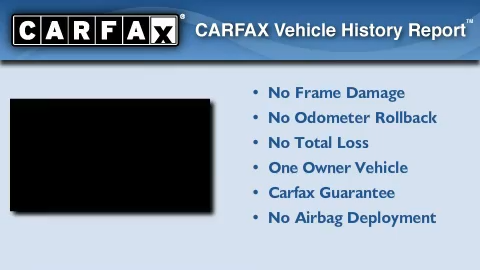 CARFAX® CARFAX Vehicle History Report™
• No Frame Damage
• No Odometer Rollback
• No Total Loss
• One Owner Vehicle
• Carfax Guarantee
• No Airbag Deployment